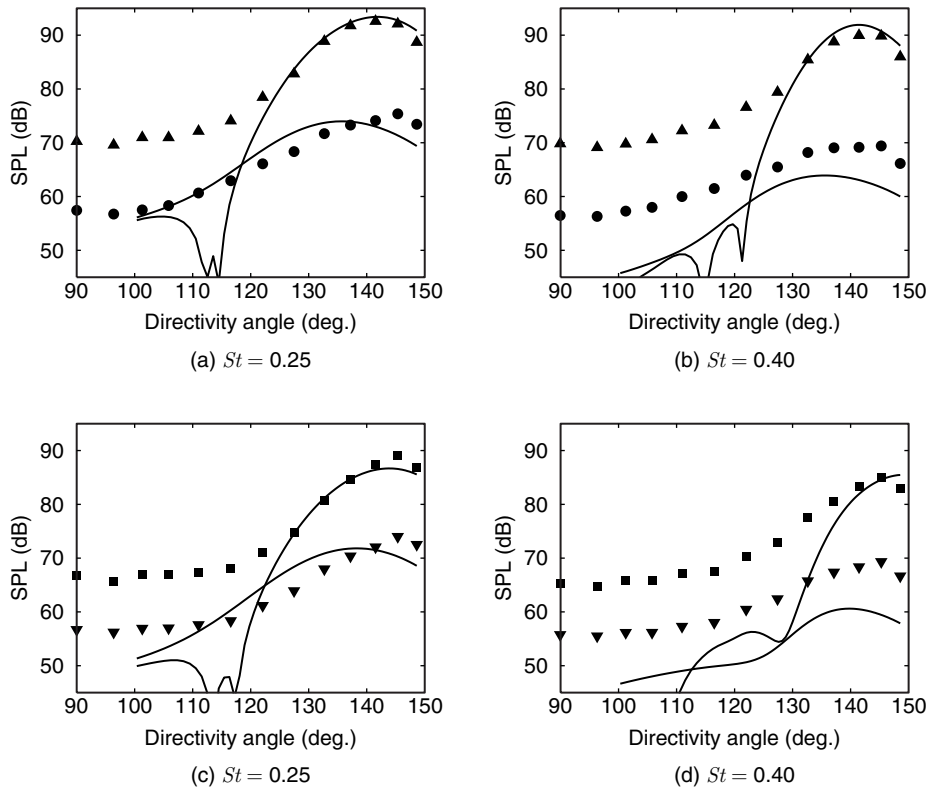 90
80
70
60
50
SPL (dB)
90 100 110 120 130 140 150
Directivity angle (deg.)
(a) St = 0.25
90
80
70
60
50
SPL (dB)
90 100 110 120 130 140 150
Directivity angle (deg.)
(b) St = 0.40
90
80
70
60
50
SPL (dB)
90 100 110 120 130 140 150
Directivity angle (deg.)
(c) St = 0.25
90
80
70
60
50
SPL (dB)
90 100 110 120 130 140 150
Directivity angle (deg.)
(d) St = 0.40